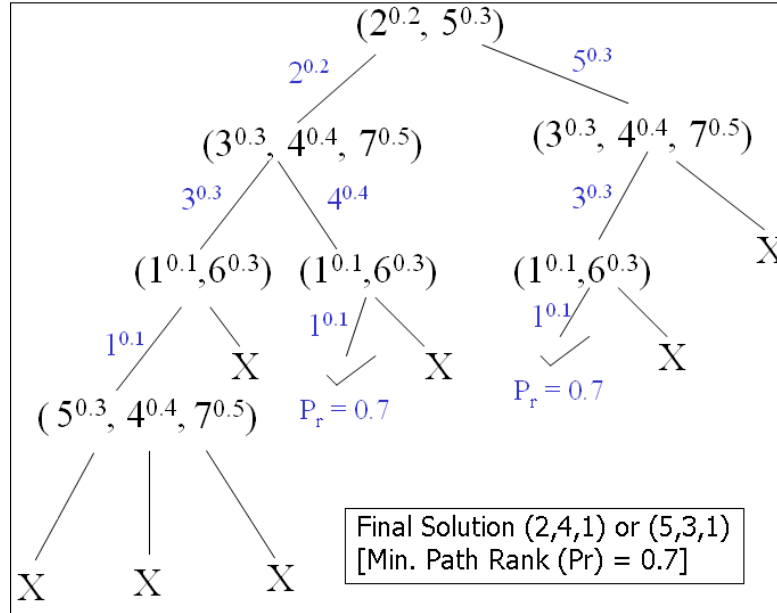 (2^0.2, 5^0.3)
2^0.2 5^0.3
(3^0.3, 4^0.4, 7^0.5) (3^0.3, 4^0.4, 7^0.5)
3^0.3 4^0.4 3^0.3
X
(1^0.1,6^0.3) (1^0.1,6^0.3) (1^0.1,6^0.3)
1^0.1 1^0.1 1^0.1
X X X
P_r = 0.7 P_r = 0.7
( 5^0.3, 4^0.4, 7^0.5)
X X X
Final Solution (2,4,1) or (5,3,1)
[Min. Path Rank (Pr) = 0.7]